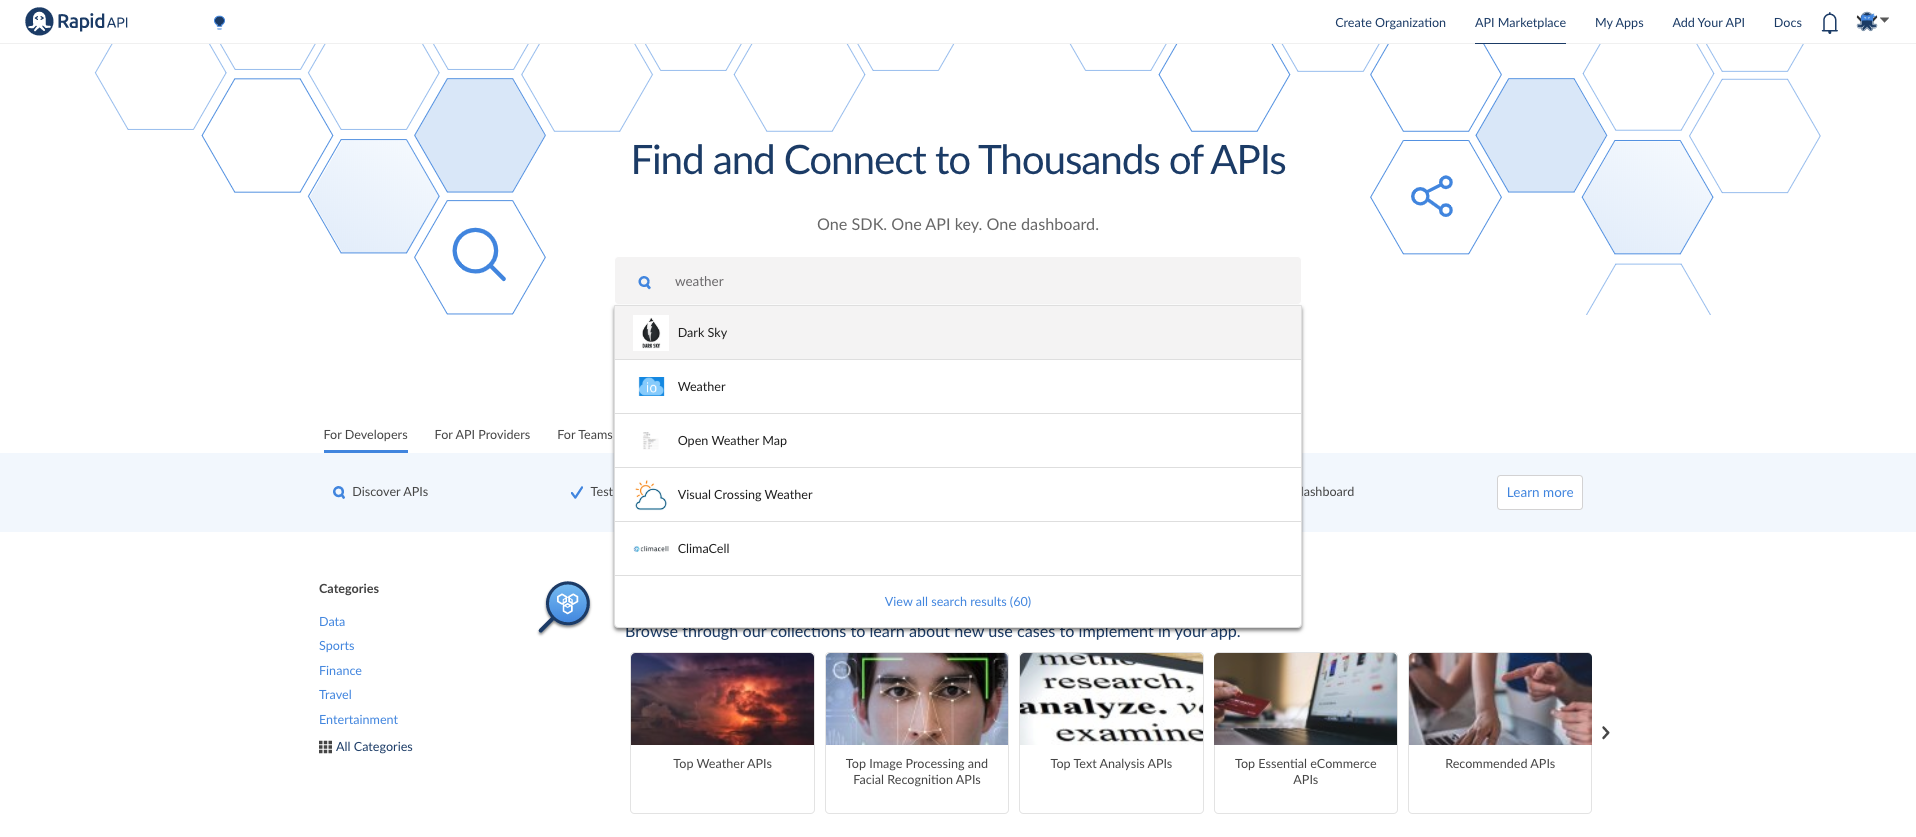 RapidAPI
Create Organization
API Marketplace
My Apps
Add Your API
Docs
Find and Connect to Thousands of APIs
One SDK. One API key. One dashboard.
weather
DARK SKY
Dark Sky
io
Weather
Open Weather Map
Visual Crossing Weather
climacell
ClimaCell
View all search results (60)
For Developers
For API Providers
For Teams
Discover APIs
Test
dashboard
Learn more
Categories
Data
Sports
Finance
Travel
Entertainment
All Categories
Browse through our collections to learn about new use cases to implement in your app.
research,
analyze.
examine
Top Weather APIs
Top Image Processing and
Facial Recognition APIs
Top Text Analysis APIs
Top Essential eCommerce
APIs
Recommended APIs